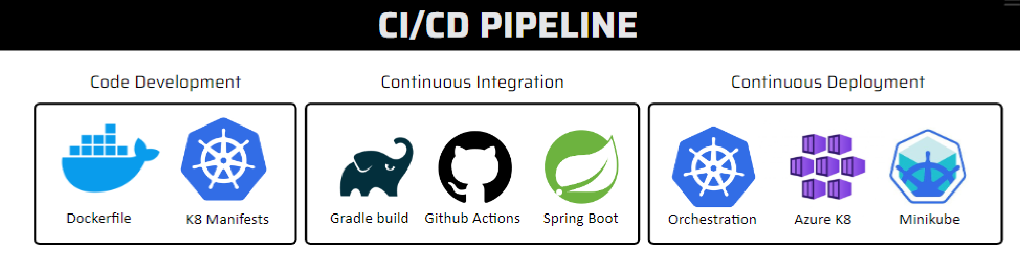 CI/CD PIPELINE
Code Development
Continuous Integration
Continuous Deployment
Dockerfile
K8 Manifests
Gradle build
Github Actions
Spring Boot
Orchestration
Azure K8
Minikube